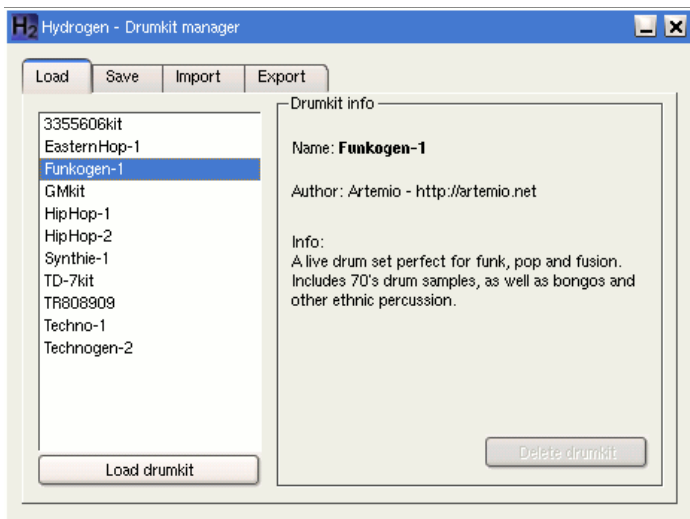 H2 Hydrogen - Drumkit manager
Load Save Import Export
3355606kit
EasternHop-1
Funkogen-1
GMkit
HipHop-1
HipHop-2
Synthie-1
TD-7kit
TR808909
Techno-1
Technogen-2
Load drumkit
Drumkit info
Name: Funkogen-1
Author: Artemio - http://artemio.net
Info:
A live drum set perfect for funk, pop and fusion.
Includes 70's drum samples, as well as bongos and
other ethnic percussion.
Delete drumkit